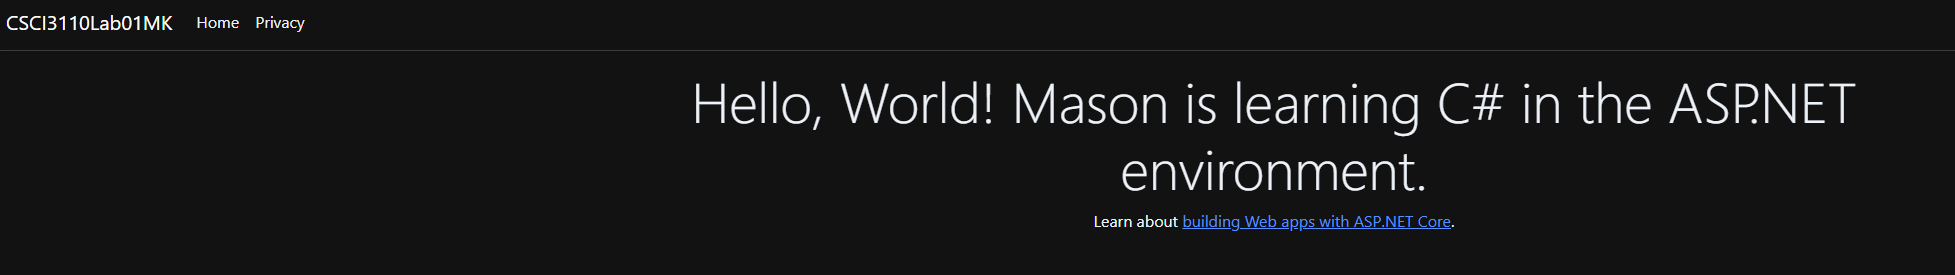 CSCI3110Lab01MK Home Privacy
Hello, World! Mason is learning C# in the ASP.NET
environment.
Learn about building Web apps with ASP.NET Core.